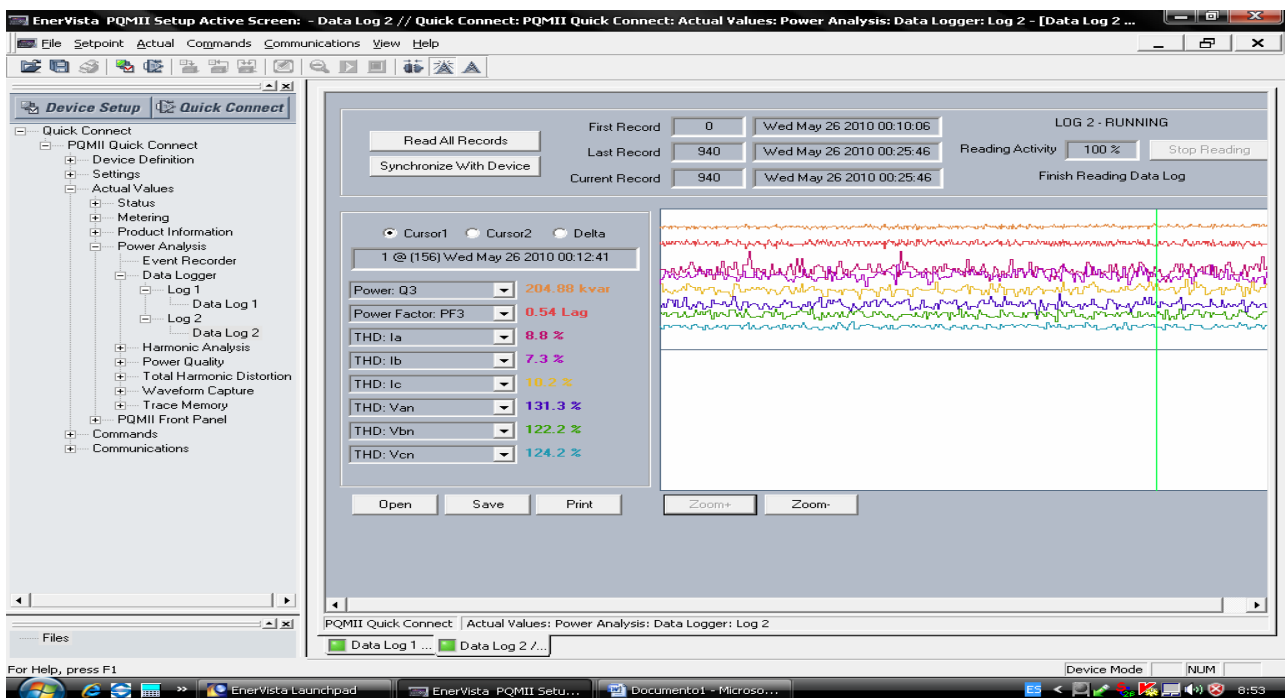 EnerVista PQMII Setup Active Screen: - Data Log 2 // Quick Connect: PQMII Quick Connect: Actual Values: Power Analysis: Data Logger: Log 2 - [Data Log 2 ...
File Setpoint Actual Commands Communications View Help
Device Setup Quick Connect
Quick Connect
PQMII Quick Connect
Device Definition
Settings
Actual Values
Status
Metering
Product Information
Power Analysis
Event Recorder
Data Logger
Log 1
Data Log 1
Log 2
Data Log 2
Harmonic Analysis
Power Quality
Total Harmonic Distortion
Waveform Capture
Trace Memory
PQMII Front Panel
Commands
Communications
Files
Read All Records
Synchronize With Device
First Record 0 Wed May 26 2010 00:10:06
Last Record 940 Wed May 26 2010 00:25:46
Current Record 940 Wed May 26 2010 00:25:46
LOG 2 - RUNNING
Reading Activity 100 % Stop Reading
Finish Reading Data Log
Cursor1 Cursor2 Delta
1 @ (156) Wed May 26 2010 00:12:41
Power: Q3 204.88 kvar
Power Factor: PF3 0.54 Lag
THD: Ia 8.8 %
THD: Ib 7.3 %
THD: Ic 10.2 %
THD: Van 131.3 %
THD: Vbn 122.2 %
THD: Vcn 124.2 %
Open Save Print Zoom+ Zoom-
PQMII Quick Connect Actual Values: Power Analysis: Data Logger: Log 2
Data Log 1 ... Data Log 2 /...
For Help, press F1
Device Mode NUM
EnerVista Launchpad EnerVista PQMII Setu... Documento1 - Microso... ES 8:53